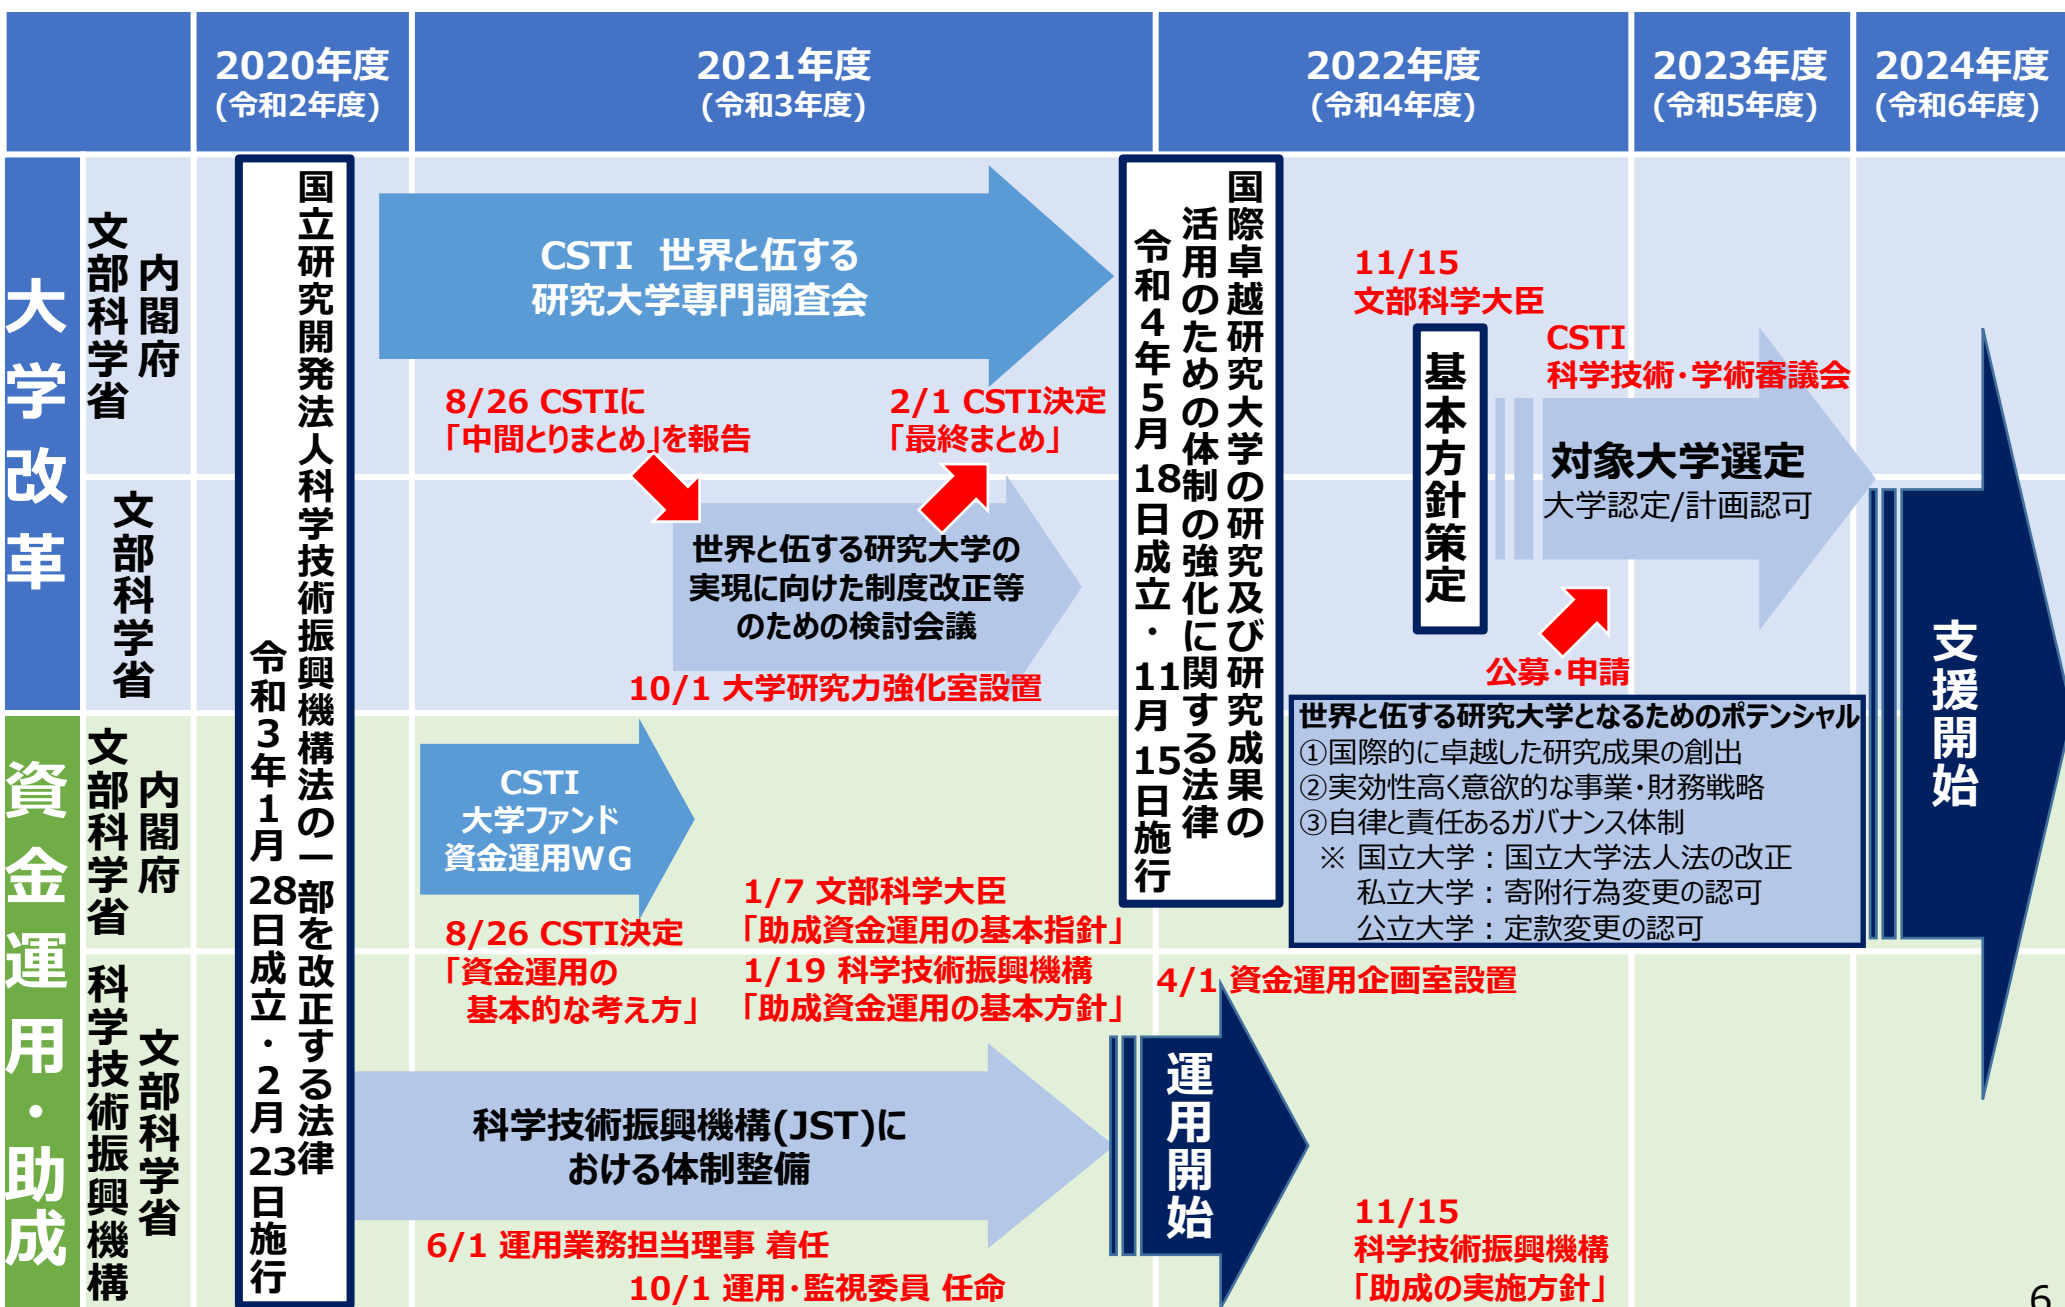 2020年度
(令和2年度)
2021年度
(令和3年度)
2022年度
(令和4年度)
2023年度
(令和5年度)
2024年度
(令和6年度)
大学改革
内閣府
文部科学省
文部科学省
資金運用・助成
内閣府
文部科学省
文部科学省
科学技術振興機構
国立研究開発法人科学技術振興機構法の一部を改正する法律
令和3年1月28日成立・2月23日施行
CSTI 世界と伍する
研究大学専門調査会
8/26 CSTIに
「中間とりまとめ」を報告
2/1 CSTI決定
「最終まとめ」
世界と伍する研究大学の
実現に向けた制度改正等
のための検討会議
10/1 大学研究力強化室設置
国際卓越研究大学の研究及び研究成果の
活用のための体制の強化に関する法律
令和4年5月18日成立・11月15日施行
11/15
文部科学大臣
基本方針策定
CSTI
科学技術・学術審議会
対象大学選定
大学認定/計画認可
公募・申請
世界と伍する研究大学となるためのポテンシャル
①国際的に卓越した研究成果の創出
②実効性高く意欲的な事業・財務戦略
③自律と責任あるガバナンス体制
※ 国立大学：国立大学法人法の改正
私立大学：寄附行為変更の認可
公立大学：定款変更の認可
支援開始
CSTI
大学ファンド
資金運用WG
8/26 CSTI決定
「資金運用の
基本的な考え方」
1/7 文部科学大臣
「助成資金運用の基本指針」
1/19 科学技術振興機構
「助成資金運用の基本方針」
4/1 資金運用企画室設置
科学技術振興機構(JST)に
おける体制整備
運用開始
6/1 運用業務担当理事 着任
10/1 運用・監視委員 任命
11/15
科学技術振興機構
「助成の実施方針」
6